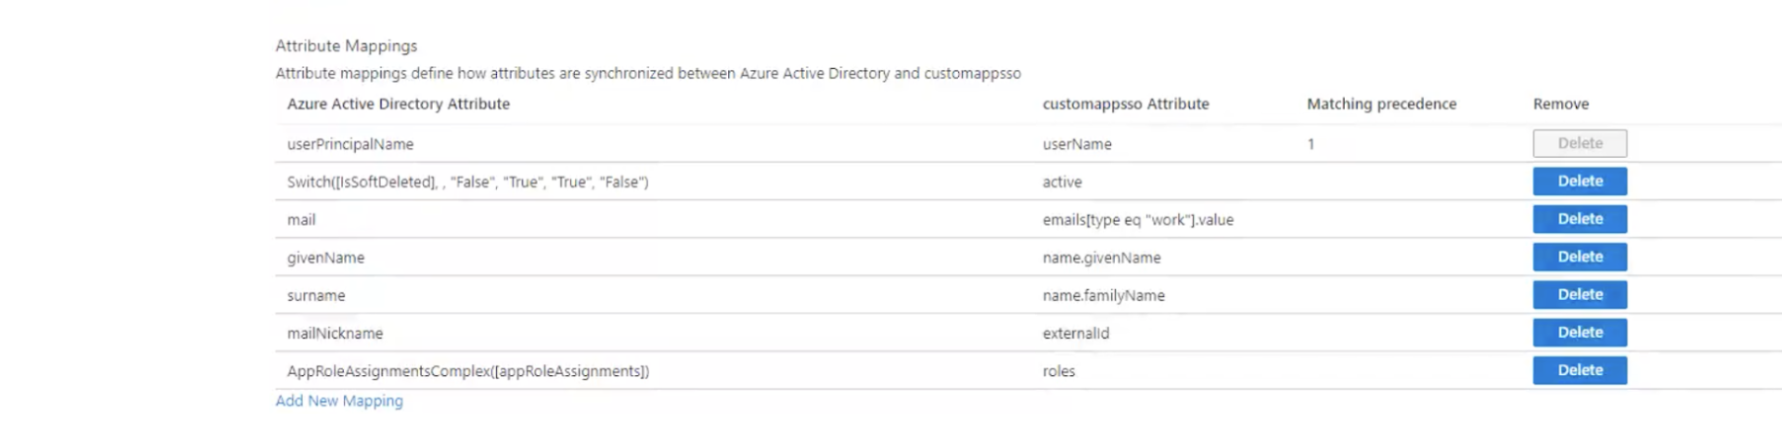 Attribute Mappings
Attribute mappings define how attributes are synchronized between Azure Active Directory and customappsso
Azure Active Directory Attribute customappsso Attribute Matching precedence Remove
userPrincipalName userName 1 Delete
Switch([IsSoftDeleted], , "False", "True", "True", "False") active Delete
mail emails[type eq "work"].value Delete
givenName name.givenName Delete
surname name.familyName Delete
mailNickname externalId Delete
AppRoleAssignmentsComplex([appRoleAssignments]) roles Delete
Add New Mapping